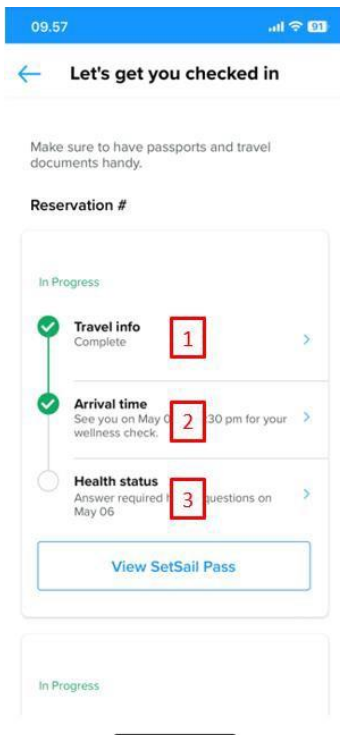 09.57
91
Let's get you checked in
Make sure to have passports and travel
documents handy.
Reservation #
In Progress
Travel info
1
Complete
Arrival time
See you on May 30 pm for your
2
wellness check.
Health status
Answer required questions on
3
May 06
View SetSail Pass
In Progress